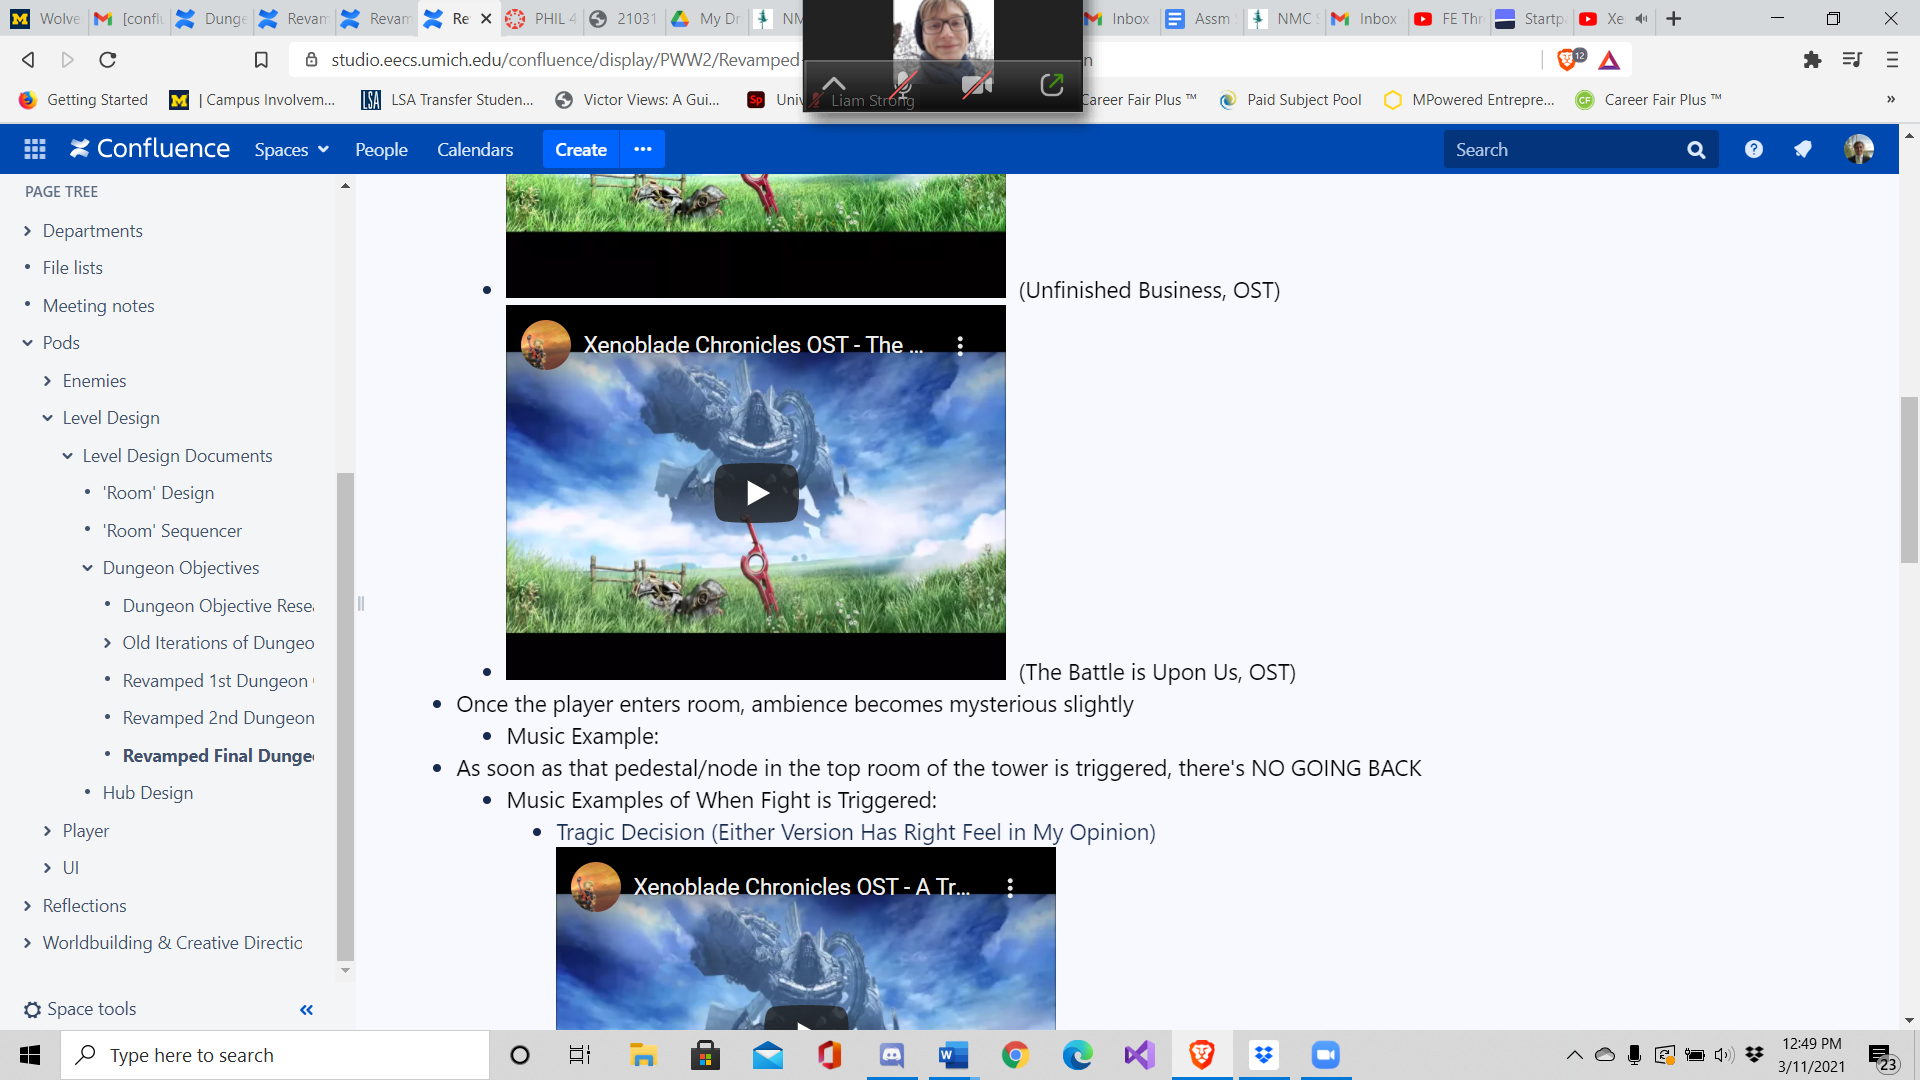 Wolve
[conflu
Dunge
Revam
Revam
Re
PHIL 4
21031
My Dr
NM
Inbox
Assm
NMC S
Inbox
FE Thr
Startp
Xe
studio.eecs.umich.edu/confluence/display/PWW2/Revamped-
n
12
Getting Started
| Campus Involvem...
LSA Transfer Studen...
Victor Views: A Gui...
Univ
Career Fair Plus ™
Paid Subject Pool
MPowered Entrepre...
Career Fair Plus ™
»
Liam Strong
Confluence
Spaces
People
Calendars
Create
Search
PAGE TREE
Departments
File lists
Meeting notes
Pods
Enemies
Level Design
Level Design Documents
'Room' Design
'Room' Sequencer
Dungeon Objectives
Dungeon Objective Resea
Old Iterations of Dungeo
Revamped 1st Dungeon
Revamped 2nd Dungeon
Revamped Final Dunge
Hub Design
Player
UI
Reflections
Worldbuilding & Creative Directio
Space tools
(Unfinished Business, OST)
Xenoblade Chronicles OST - The ...
(The Battle is Upon Us, OST)
Once the player enters room, ambience becomes mysterious slightly
Music Example:
As soon as that pedestal/node in the top room of the tower is triggered, there's NO GOING BACK
Music Examples of When Fight is Triggered:
Tragic Decision (Either Version Has Right Feel in My Opinion)
Xenoblade Chronicles OST - A Tr...
Type here to search
12:49 PM
3/11/2021
23